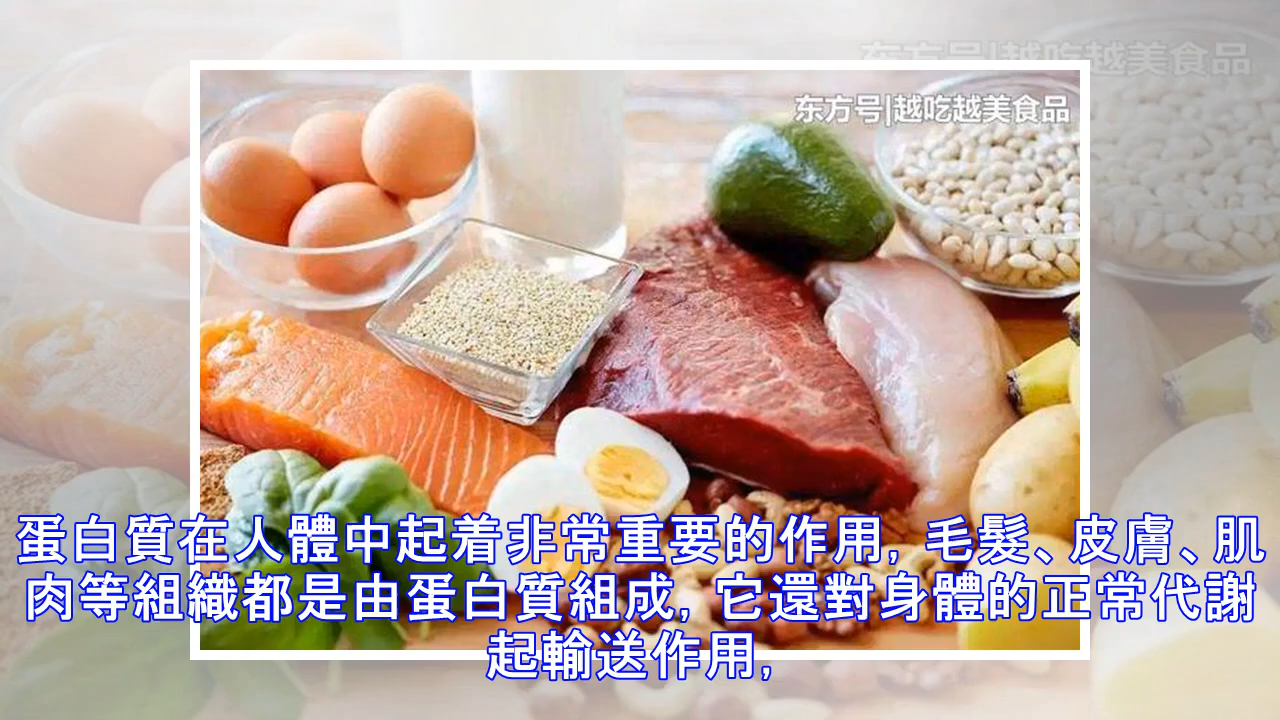 东方号|越吃越美食品
东方号|越吃越美食品
蛋白質在人體中起着非常重要的作用, 毛髮、皮膚、肌
肉等組織都是由蛋白質組成, 它還對身體的正常代謝
起輸送作用,